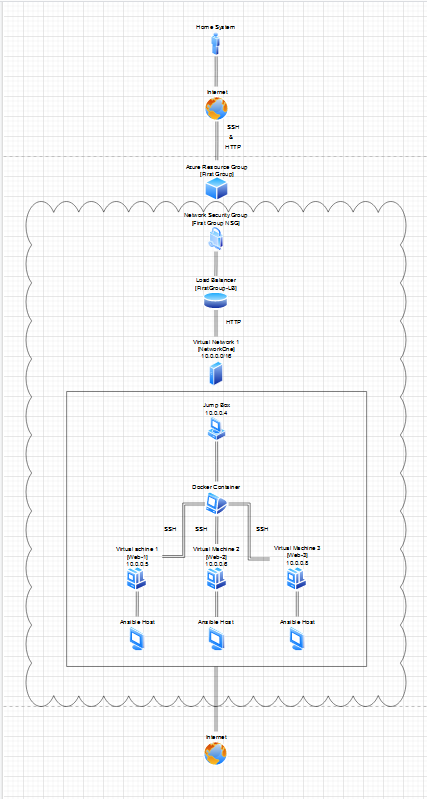 Home System
Internet
SSH
&
HTTP
Azure Resource Group
[First Group]
Network Security Group
[First Group NSG]
Load Balancer
[FirstGroup-LB]
HTTP
Virtual Network 1
[NetworkOne]
10.0.0.0/16
Jump Box
10.0.0.4
Docker Container
SSH
SSH
SSH
Virtual achine 1
[Web-1]
10.0.0.5
Virtual Machine 2
[Web-2]
10.0.0.6
Virtual Machine 3
[Web-3]
10.0.0.8
Ansible Host
Ansible Host
Ansible Host
Internet